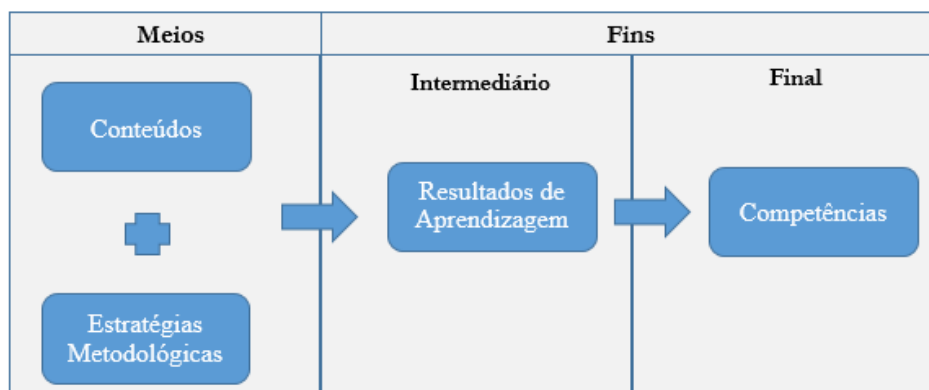 Meios
Fins
Conteúdos
Estratégias
Metodológicas
Intermediário
Resultados de
Aprendizagem
Final
Competências